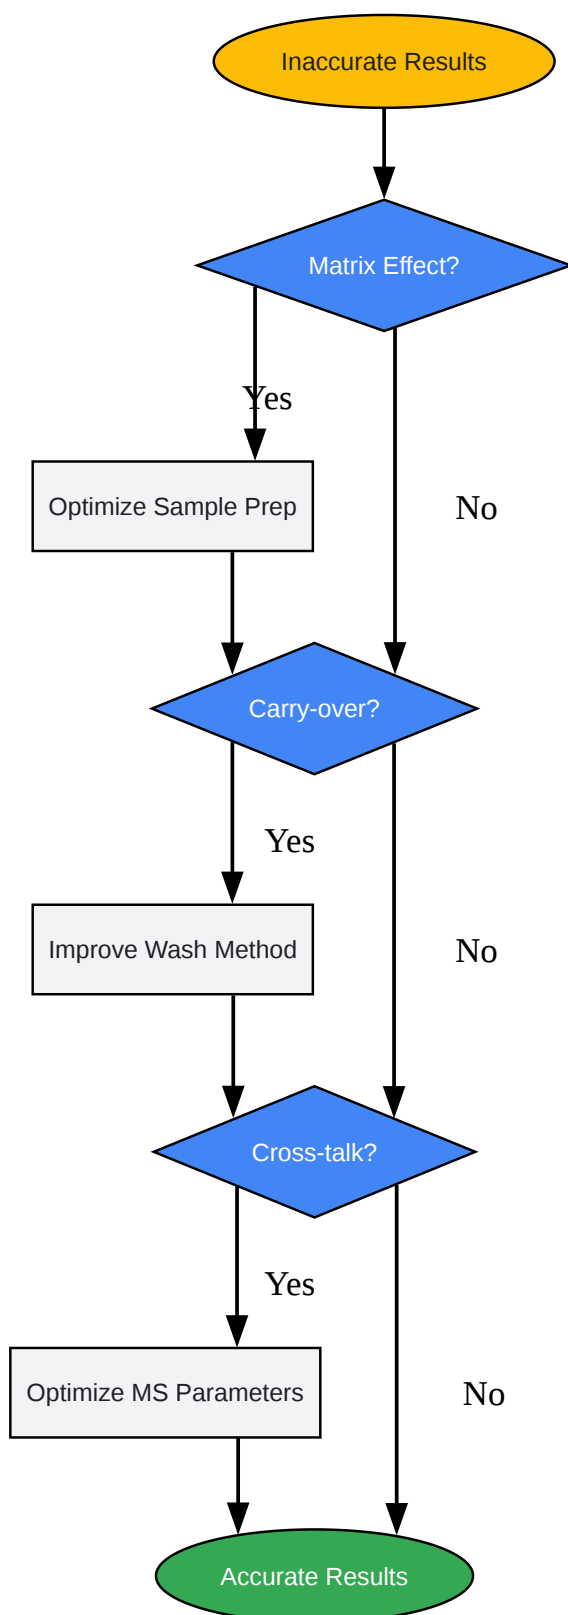 Inaccurate Results
Matrix Effect?
Yes
Optimize Sample Prep
No
Carry-over?
Yes
Improve Wash Method
No
Cross-talk?
Yes
Optimize MS Parameters
No
Accurate Results